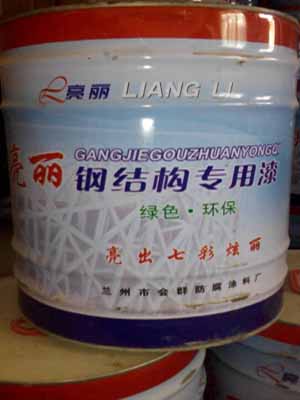 亮丽 LIANG LI
GANGJIEGOUZHUANYONGQI
亮丽 钢结构专用漆
绿色·环保
亮出七彩炫丽
兰州市会群防腐涂料厂